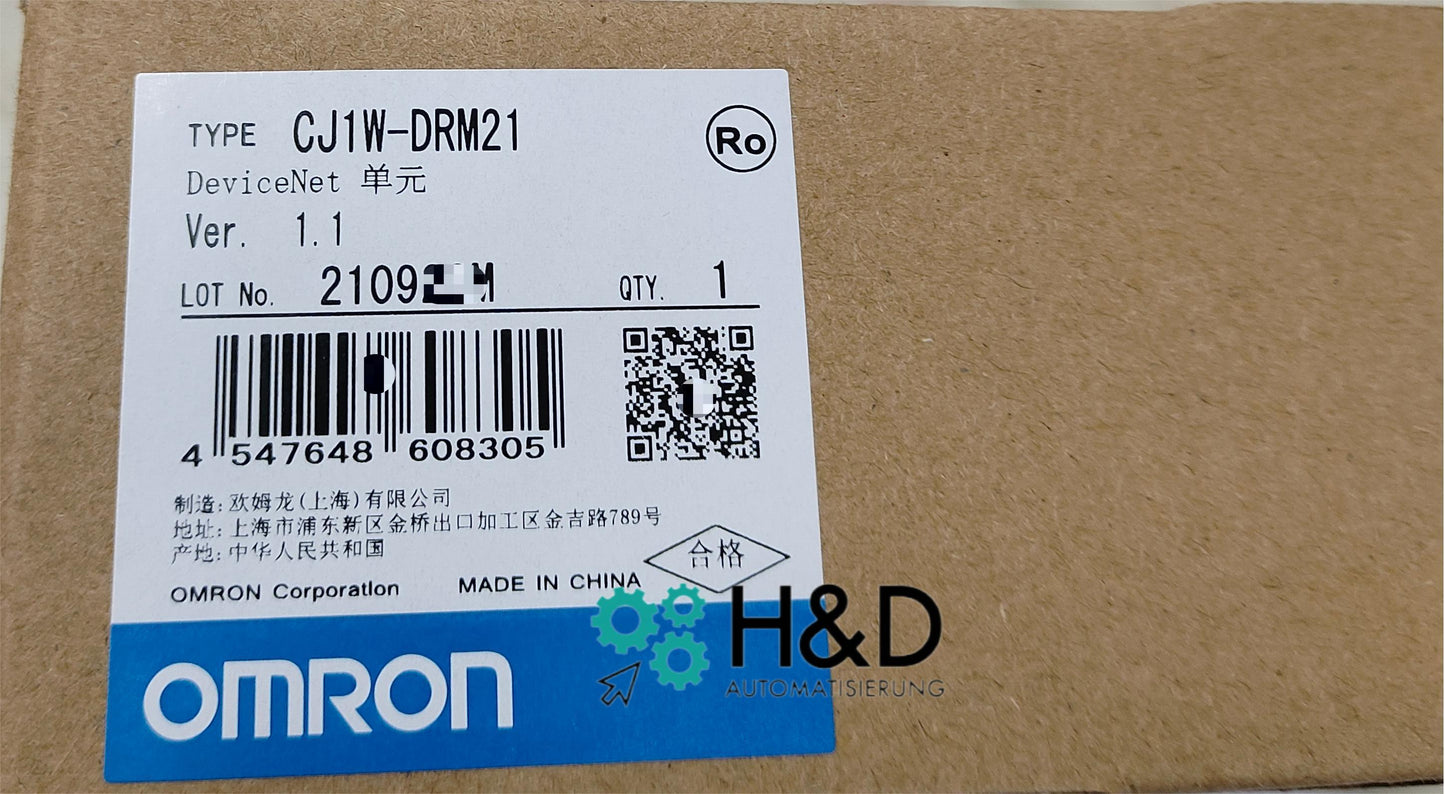 TYPE CJ1W-DRM21
Ro
DeviceNet 单元
Ver. 1.1
LOT No. 2109 M QTY. 1
4 547648 608305
制造:欧姆龙(上海)有限公司
地址:上海市浦东新区金桥出口加工区金吉路789号
产地:中华人民共和国
合格
OMRON Corporation MADE IN CHINA
OMRON
H&D
AUTOMATISIERUNG